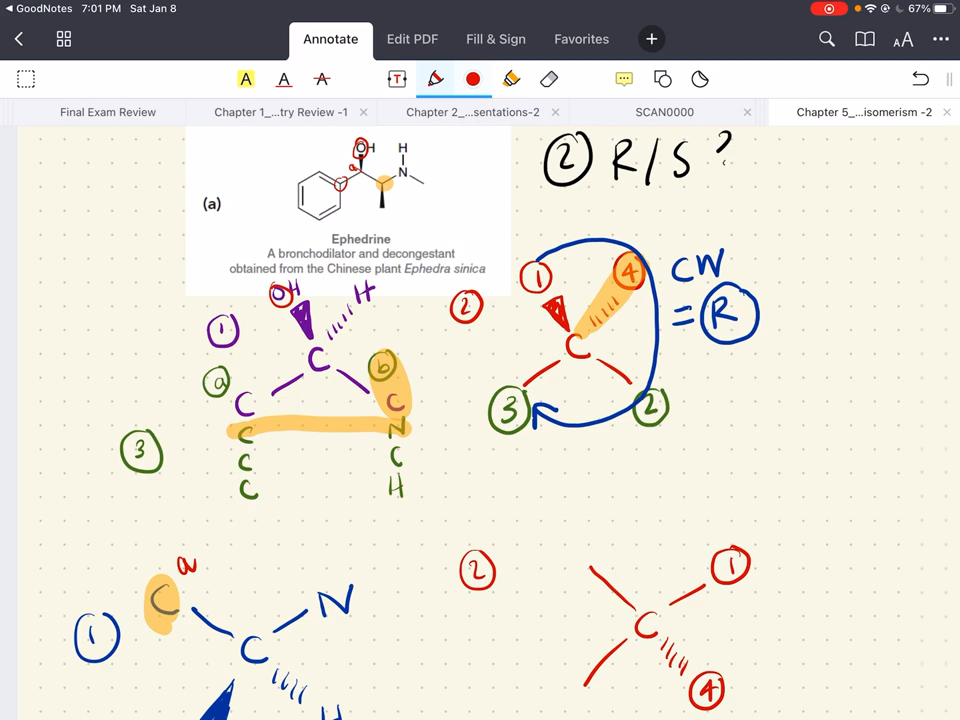 GoodNotes 7:01 PM Sat Jan 8 67%
Annotate Edit PDF Fill & Sign Favorites
AA
A A A T
Final Exam Review Chapter 1_...try Review -1 Chapter 2_...sentations-2 SCAN0000 Chapter 5_...isomerism -2
OH H
a N
(a)
Ephedrine
A bronchodilator and decongestant
obtained from the Chinese plant Ephedra sinica
2 R/S ?
OH H 2 1 4 CW
1 = R
C C
a b
C C 3 2
C N
3 C C
C H
a 2 1
C N
1 C C
4
H